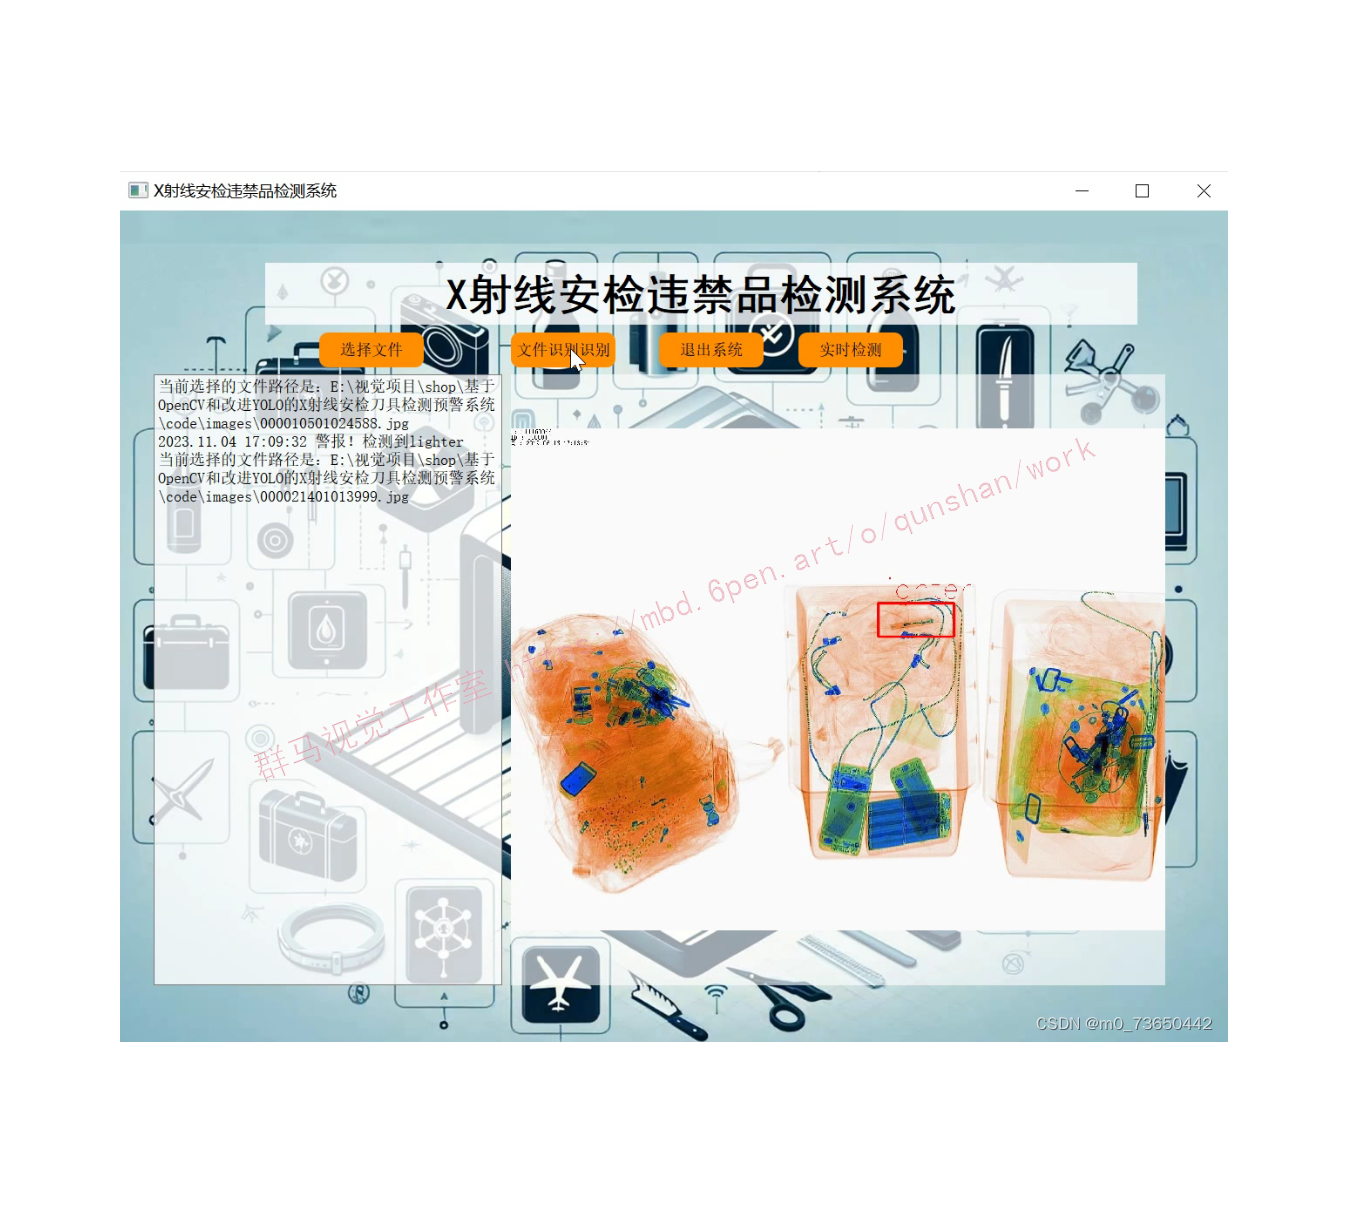 X射线安检违禁品检测系统
X射线安检违禁品检测系统
选择文件
文件识别识别
退出系统
实时检测
当前选择的文件路径是: E:\视觉项目\shop\基于
OpenCV和改进YOLO的X射线安检刀具检测预警系统
\code\images\000010501024588.jpg
2023.11.04 17:09:32 警报! 检测到lighter
当前选择的文件路径是: E:\视觉项目\shop\基于
OpenCV和改进YOLO的X射线安检刀具检测预警系统
\code\images\000021401013999.jpg
群马视觉工作室 //mbd.6pen.art/o/qunshan/work
CSDN @m0_73650442